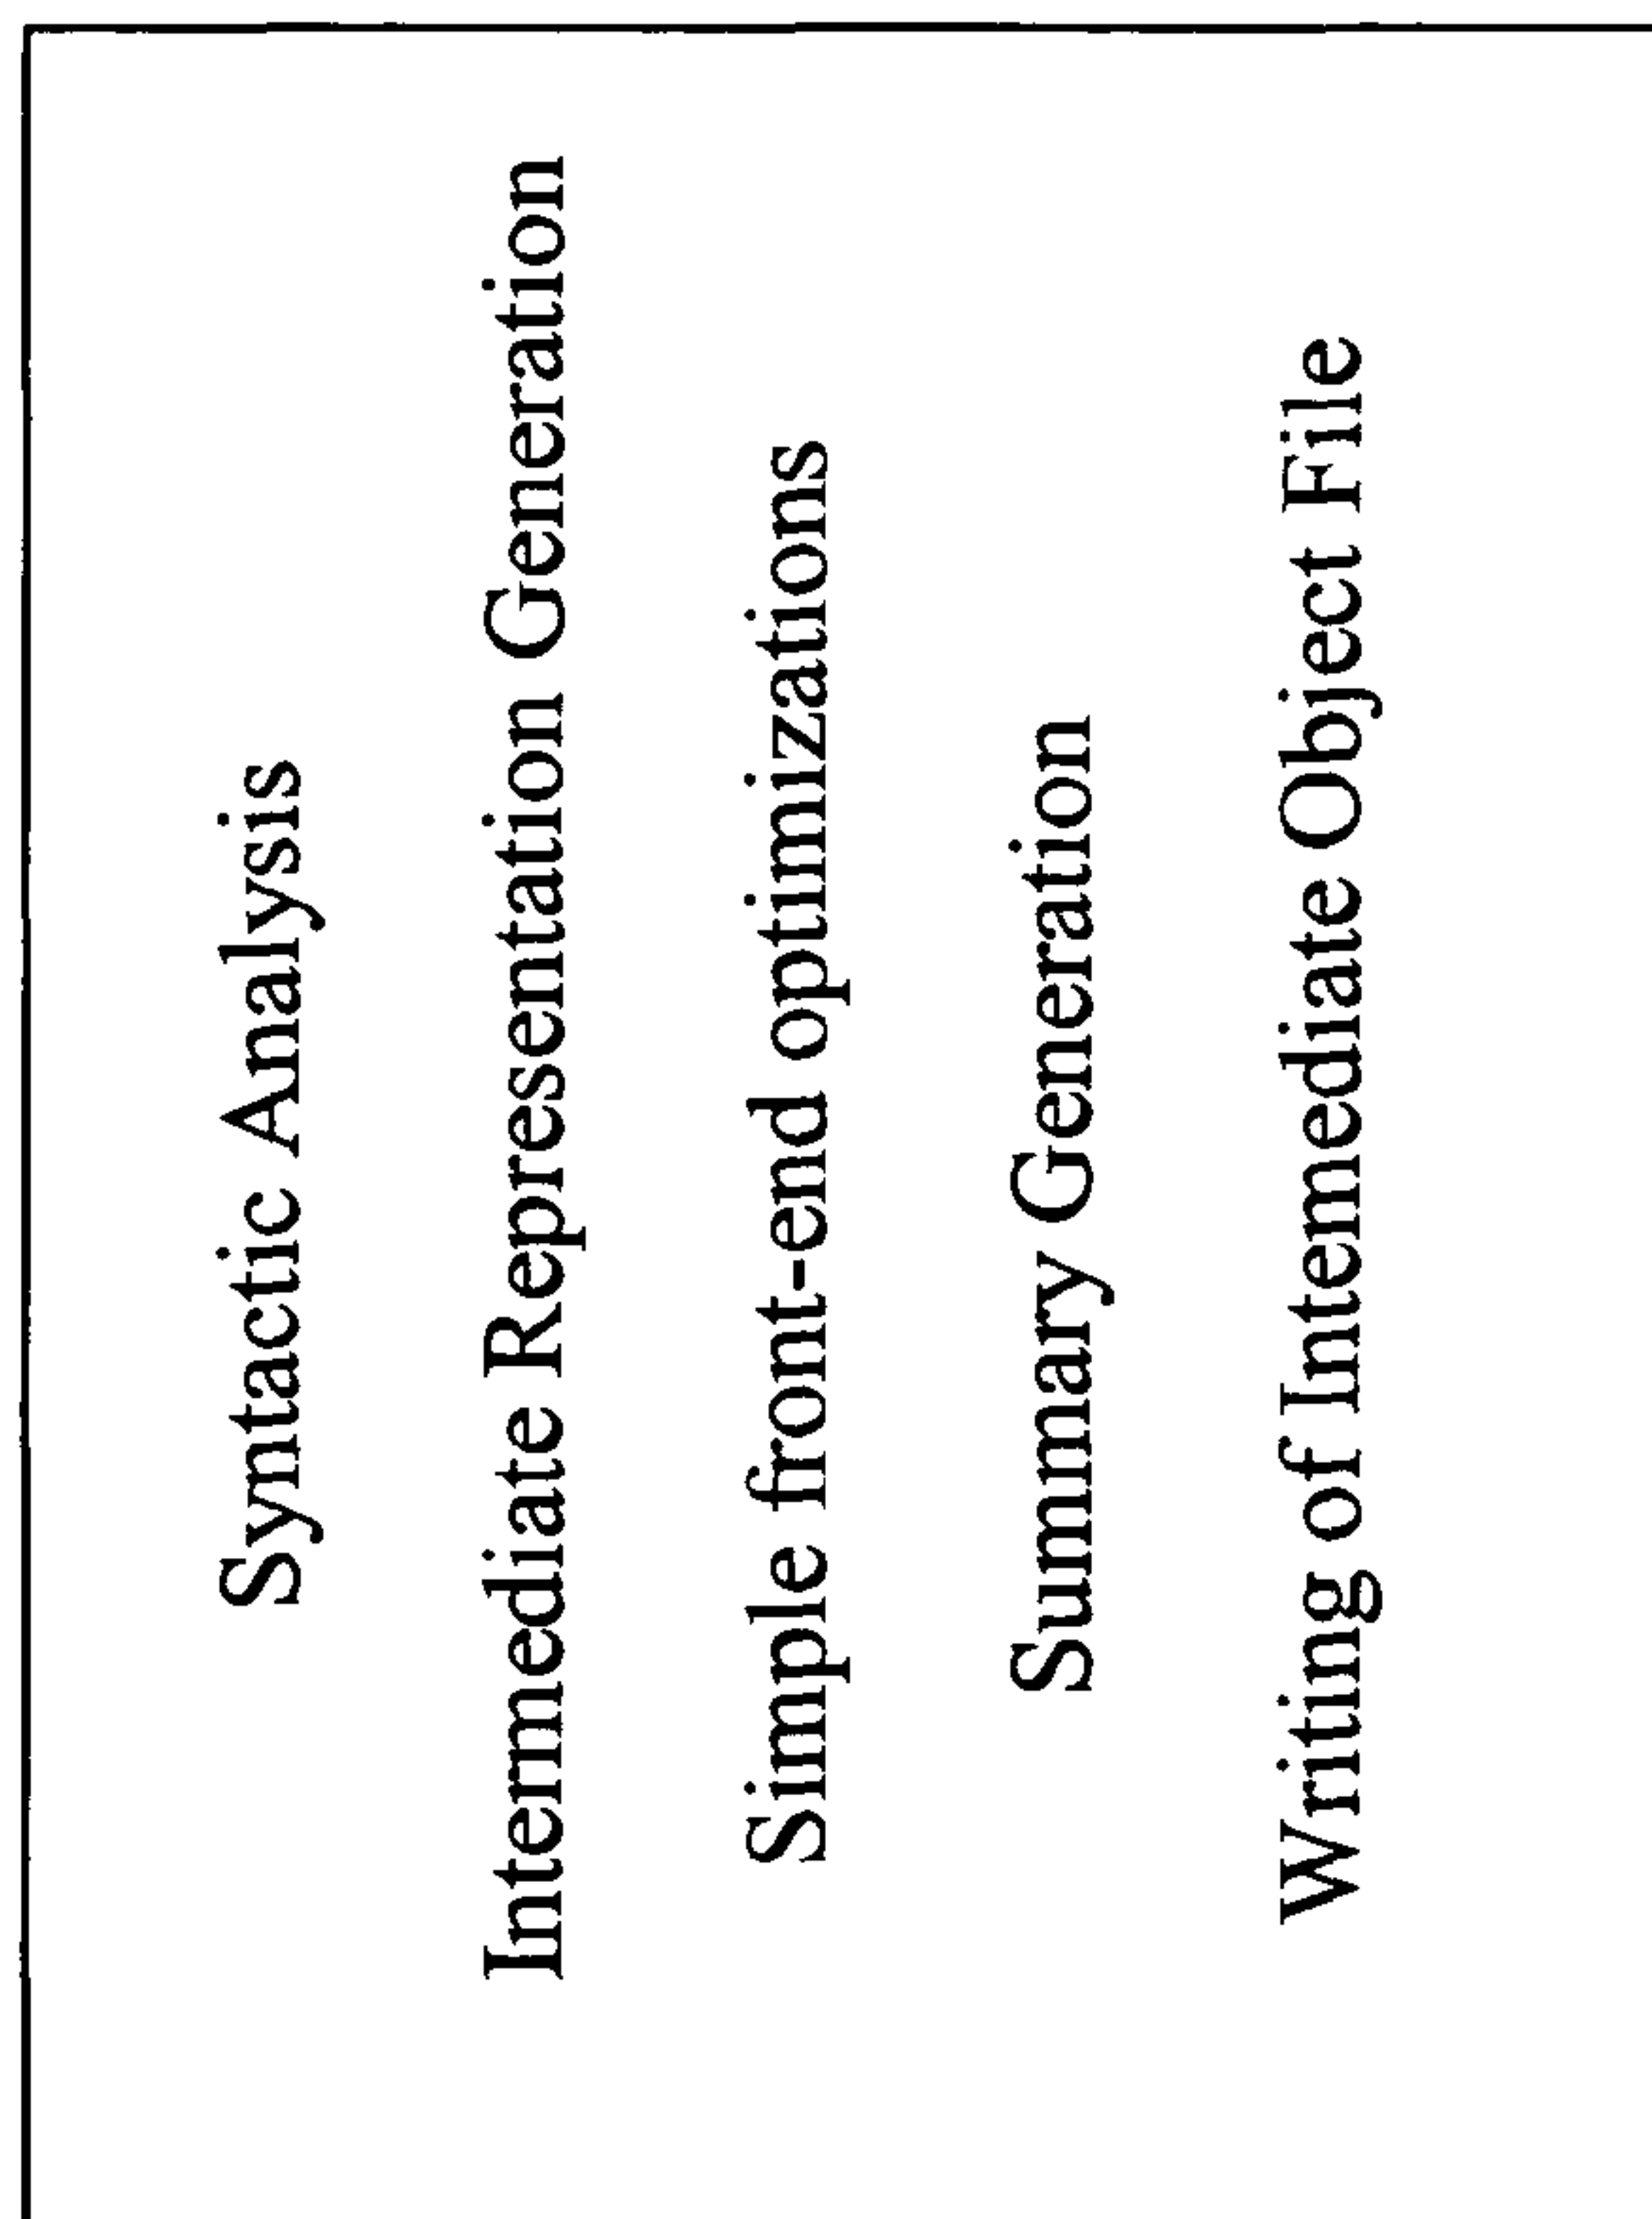 Syntactic Analysis
Intermediate Representation Generation
Simple front-end optimizations
Summary Generation
Writing of Intemediate Object File